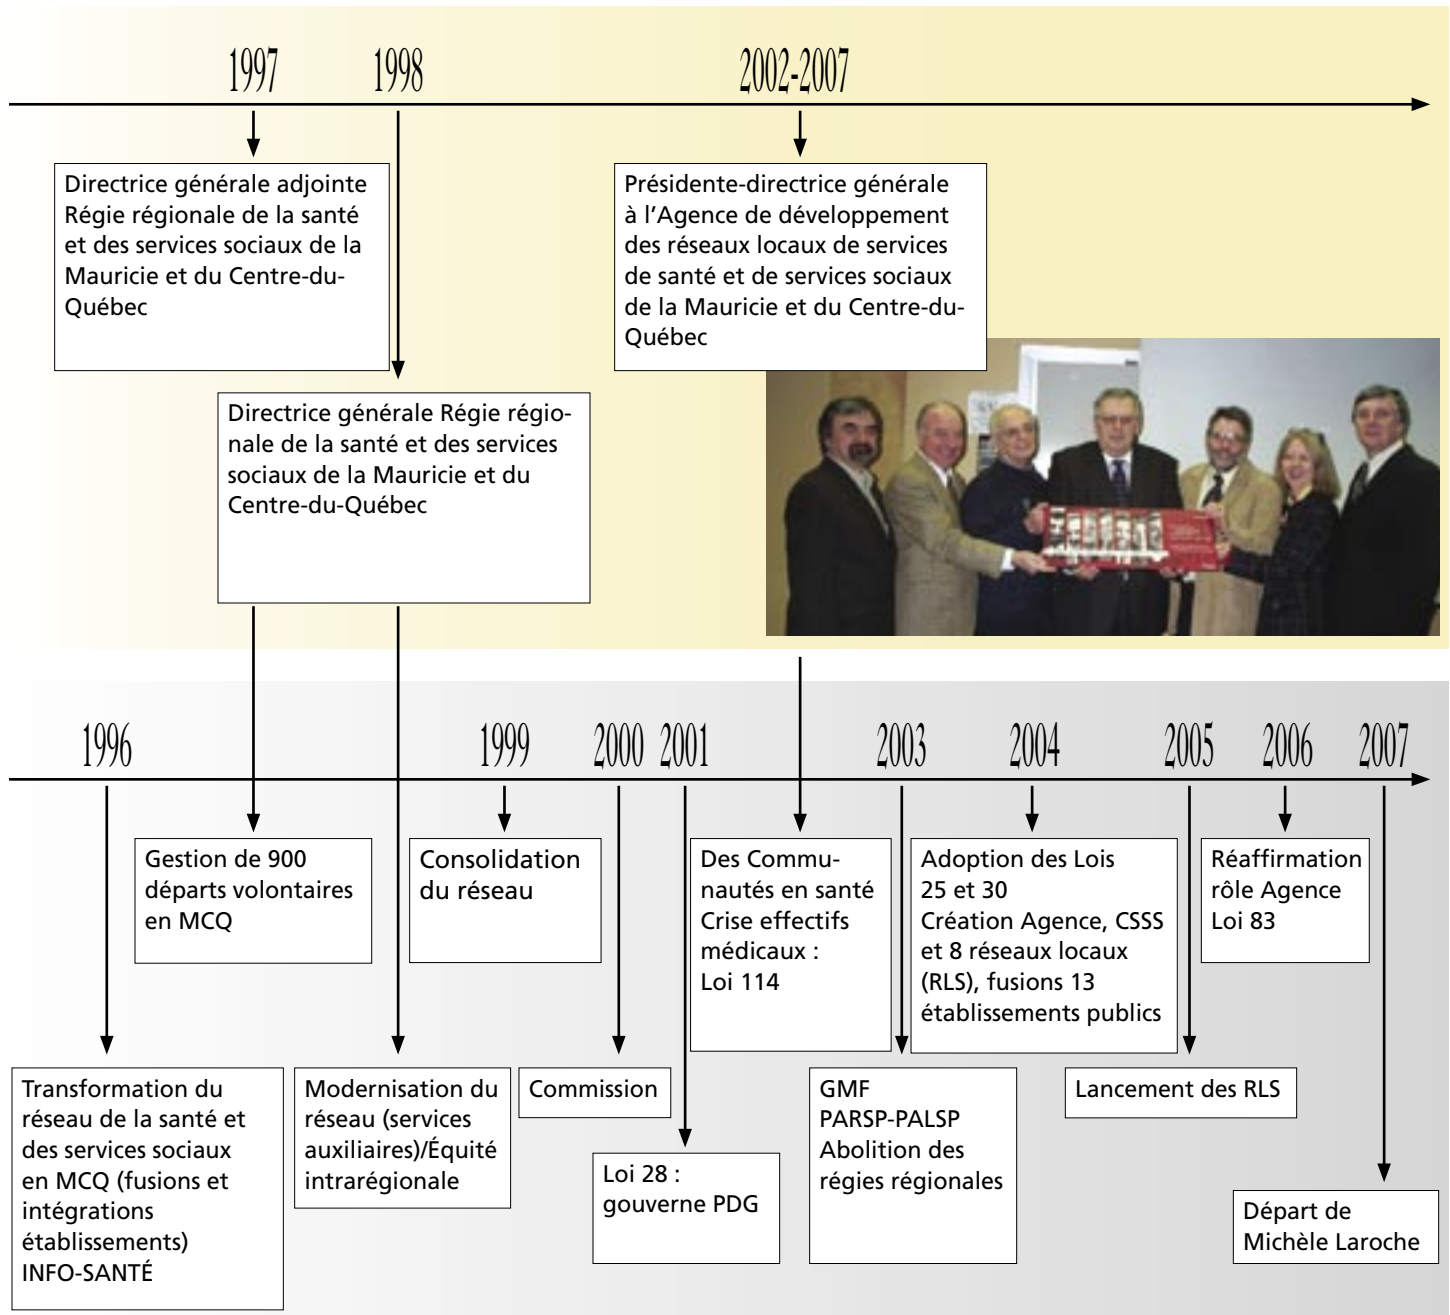 1997
1998
2002-2007
Directrice générale adjointe
Régie régionale de la santé
et des services sociaux de la
Mauricie et du Centre-du-
Québec
Directrice générale Régie régio-
nale de la santé et des services
sociaux de la Mauricie et du
Centre-du-Québec
Présidente-directrice générale
à l'Agence de développement
des réseaux locaux de services
de santé et de services sociaux
de la Mauricie et du Centre-du-
Québec
1996
1999
2000
2001
2003
2004
2005
2006
2007
Transformation du
réseau de la santé et
des services sociaux
en MCQ (fusions et
intégrations
établissements)
INFO-SANTÉ
Gestion de 900
départs volontaires
en MCQ
Modernisation du
réseau (services
auxiliaires)/Équité
intrarégionale
Consolidation
du réseau
Commission
Loi 28 :
gouverne PDG
Des Commu-
nautés en santé
Crise effectifs
médicaux :
Loi 114
GMF
PARSP-PALSP
Abolition des
régies régionales
Adoption des Lois
25 et 30
Création Agence, CSSS
et 8 réseaux locaux
(RLS), fusions 13
établissements publics
Lancement des RLS
Réaffirmation
rôle Agence
Loi 83
Départ de
Michèle Laroche